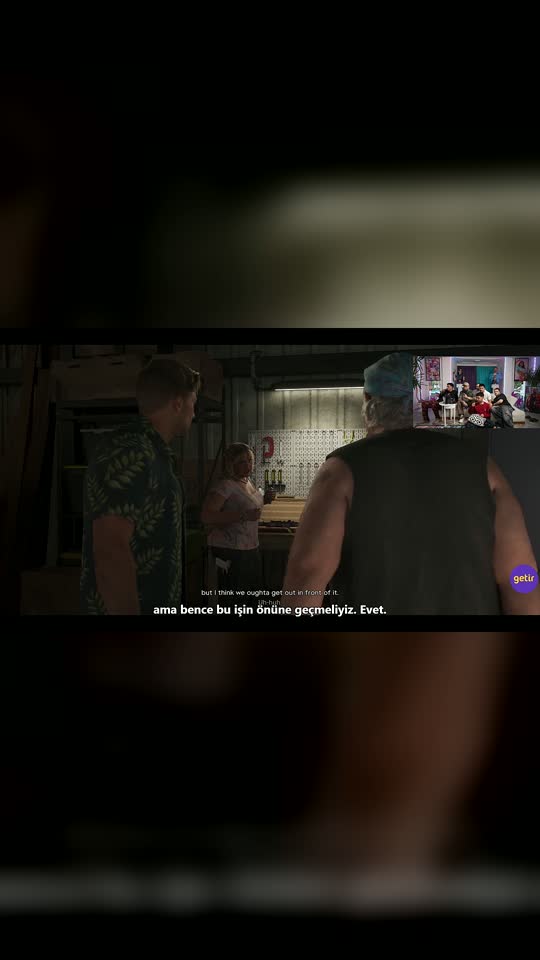 getir
but I think we oughta get out in front of it.
Uh-huh.
ama bence bu işin önüne geçmeliyiz. Evet.